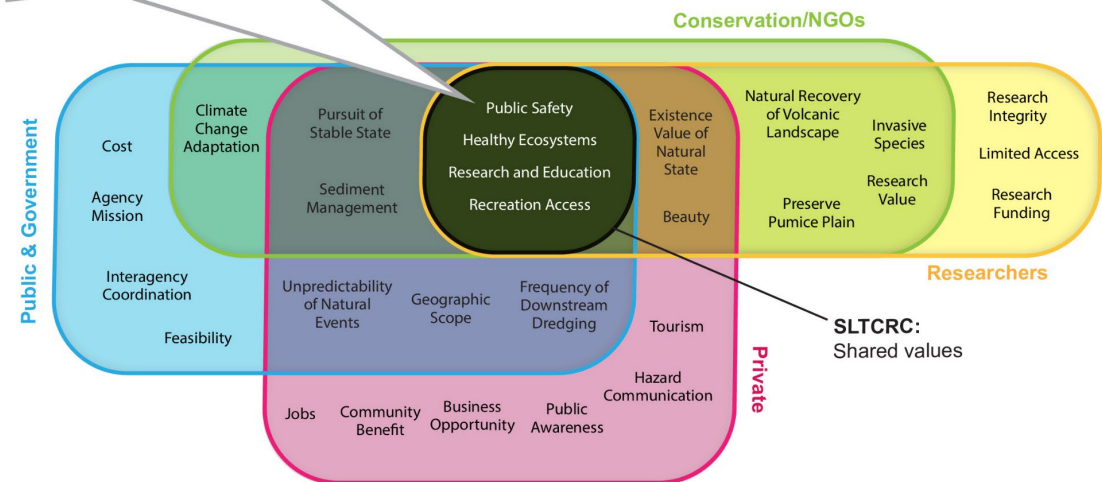 Conservation/NGOs
Public & Government
Cost
Agency
Mission
Interagency
Coordination
Feasibility
Climate
Change
Adaptation
Pursuit of
Stable State
Sediment
Management
Public Safety
Healthy Ecosystems
Research and Education
Recreation Access
Existence
Value of
Natural
State
Beauty
Natural Recovery
of Volcanic
Landscape
Invasive
Species
Research
Value
Preserve
Pumice Plain
Research
Integrity
Limited Access
Research
Funding
Researchers
Unpredictability
of Natural
Events
Geographic
Scope
Frequency of
Downstream
Dredging
Tourism
Hazard
Communication
Jobs
Community
Benefit
Business
Opportunity
Public
Awareness
Private
SLTCRC:
Shared values